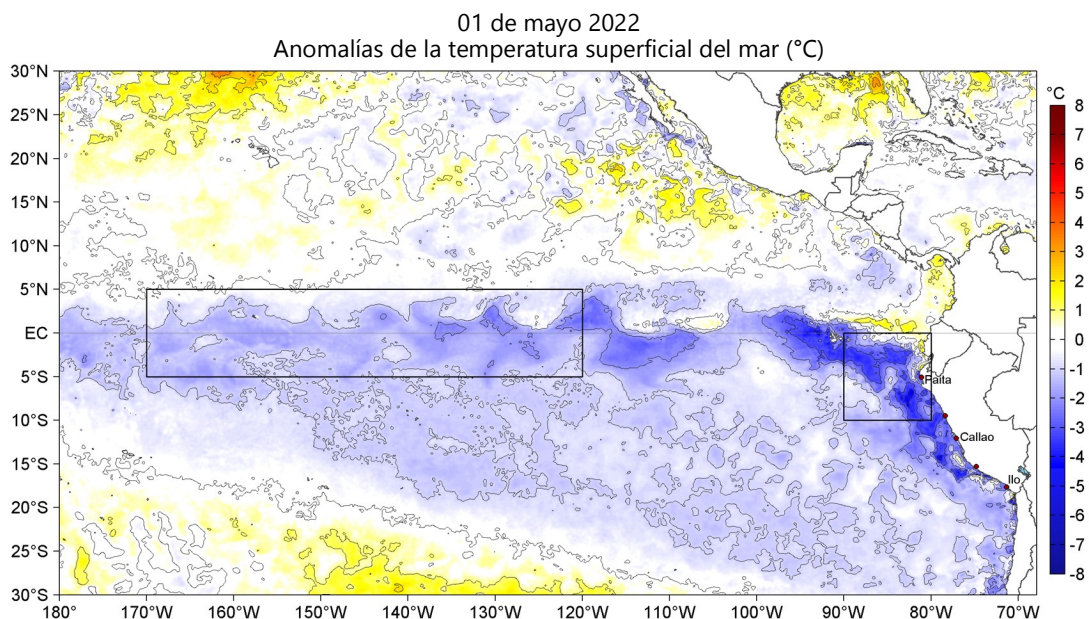 01 de mayo 2022
Anomalías de la temperatura superficial del mar (°C)
30°N
25°N
20°N
15°N
10°N
5°N
EC
5°S
10°S
15°S
20°S
25°S
30°S
180
170°W
160°W
150°W
140°W
130°W
120°W
110°W
100°W
90°W
80°W
70°W
Paita
Callao
Ilo
°C
8
7
6
5
4
3
2
1
0
-1
-2
-3
-4
-5
-6
-7
-8